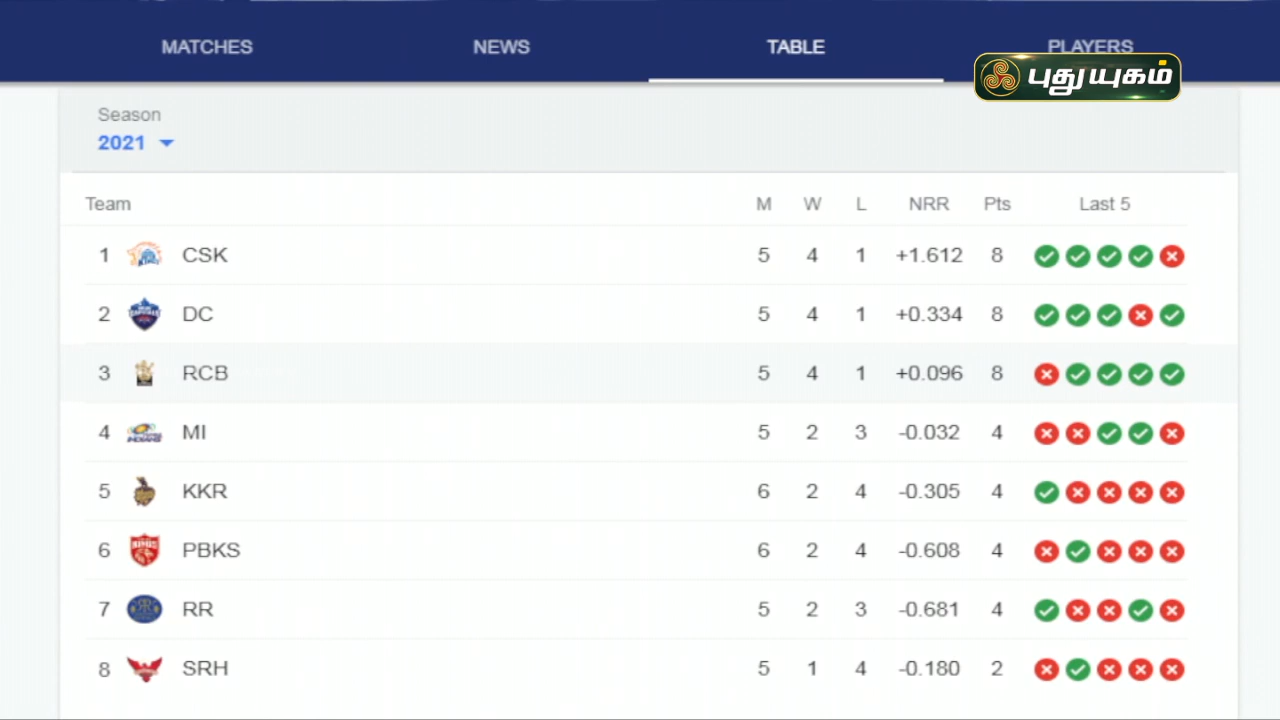 MATCHES NEWS TABLE PLAYERS
புதுயுகம்
Season
2021
Team M W L NRR Pts Last 5
1 CSK 5 4 1 +1.612 8
2 DC 5 4 1 +0.334 8
3 RCB 5 4 1 +0.096 8
4 MI 5 2 3 -0.032 4
5 KKR 6 2 4 -0.305 4
6 PBKS 6 2 4 -0.608 4
7 RR 5 2 3 -0.681 4
8 SRH 5 1 4 -0.180 2